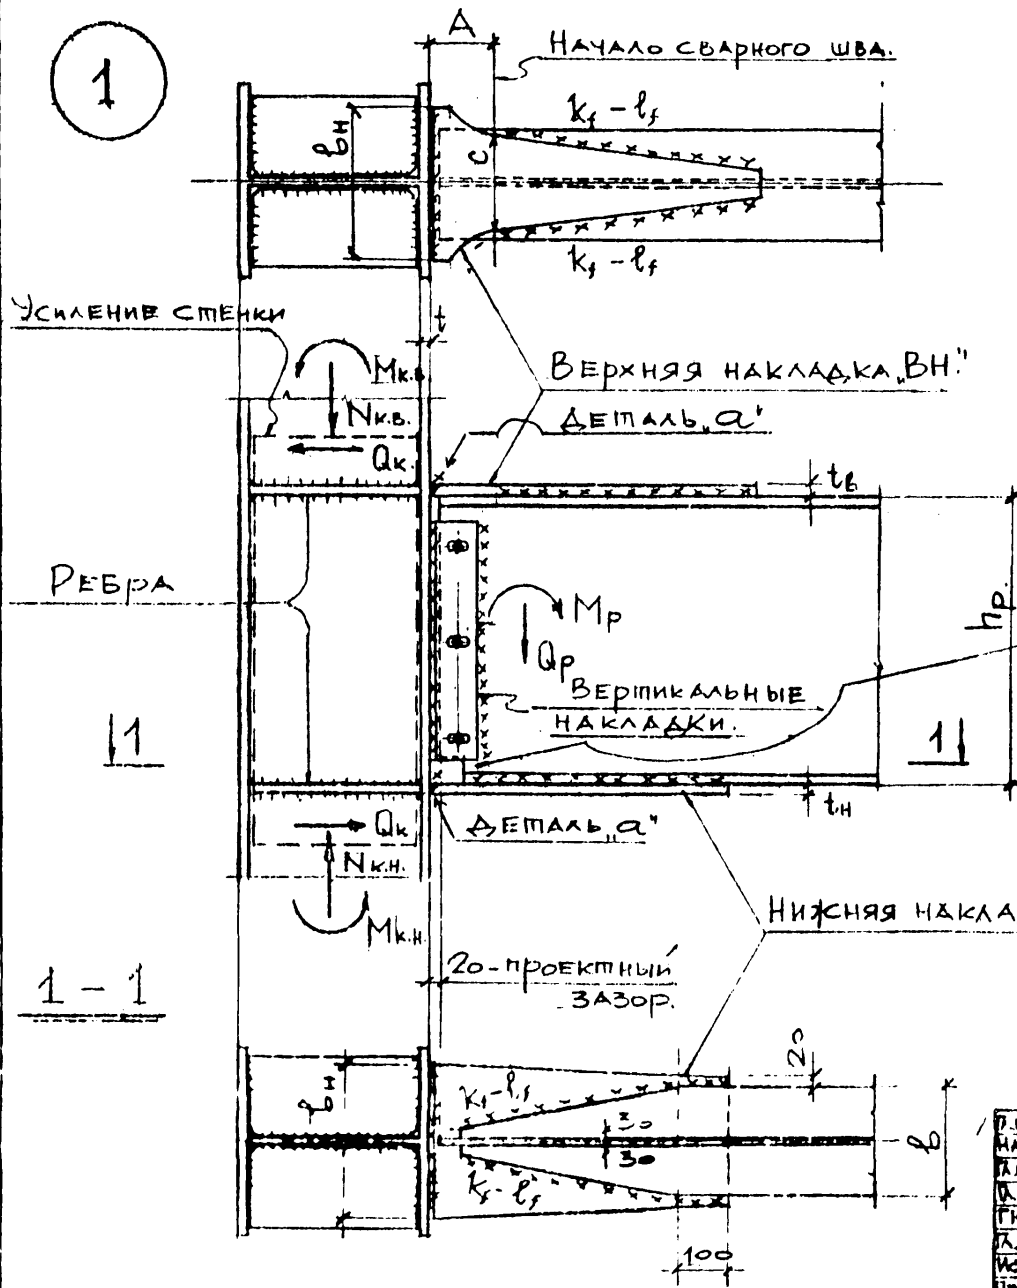 1
A
Начало сварного шва.
kf - lf
bн
c
kf - lf
Усиление стенки
t
Mк.в.
Nк.в.
Qк.
Верхняя накладка „ВН."
Деталь „а"
tв
Ребра
Mр
Qр
hр.
Вертикальные
накладки.
1
1
tн
Qк
Деталь „а"
Nк.н.
Mк.н.
Нижняя накла
20 - проектный
зазор.
1 - 1
20
bн
kf - lf
30
30
kf - lf
b
100